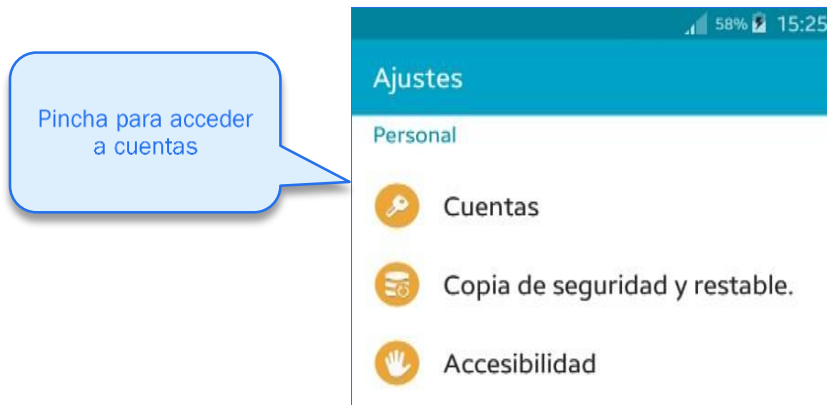 58% 15:25
Ajustes
Pincha para acceder
a cuentas
Personal
Cuentas
Copia de seguridad y restable.
Accesibilidad